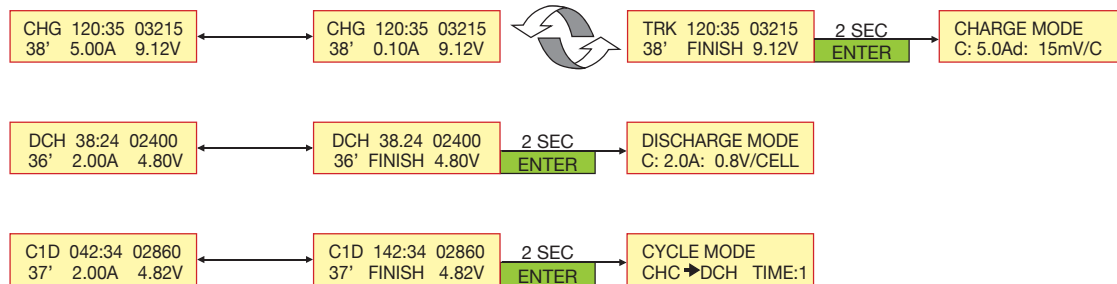 CHG 120:35 03215
38' 5.00A 9.12V
CHG 120:35 03215
38' 0.10A 9.12V
TRK 120:35 03215
38' FINISH 9.12V
2 SEC
ENTER
CHARGE MODE
C: 5.0Ad: 15mV/C
DCH 38:24 02400
36' 2.00A 4.80V
DCH 38.24 02400
36' FINISH 4.80V
2 SEC
ENTER
DISCHARGE MODE
C: 2.0A: 0.8V/CELL
C1D 042:34 02860
37' 2.00A 4.82V
C1D 142:34 02860
37' FINISH 4.82V
2 SEC
ENTER
CYCLE MODE
CHC DCH TIME:1